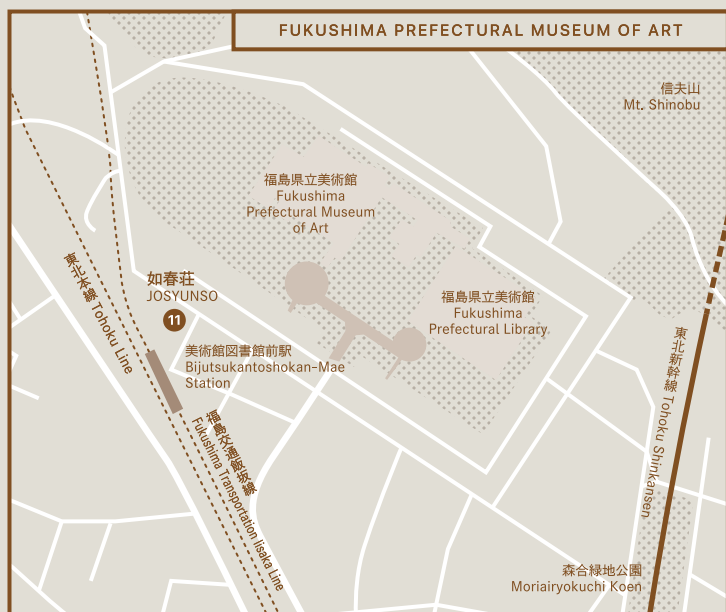 FUKUSHIMA PREFECTURAL MUSEUM OF ART
信夫山
Mt. Shinobu
福島県立美術館
Fukushima
Prefectural Museum
of Art
東北本線 Tohoku Line
如春荘
JOSYUNSO
11
福島県立美術館
Fukushima
Prefectural Library
美術館図書館前駅
Bijutsukantoshokan-Mae
Station
東北新幹線 Tohoku Shinkansen
福島交通飯坂線
Fukushima Transportation Iisaka Line
森合緑地公園
Moriairyokuchi Koen